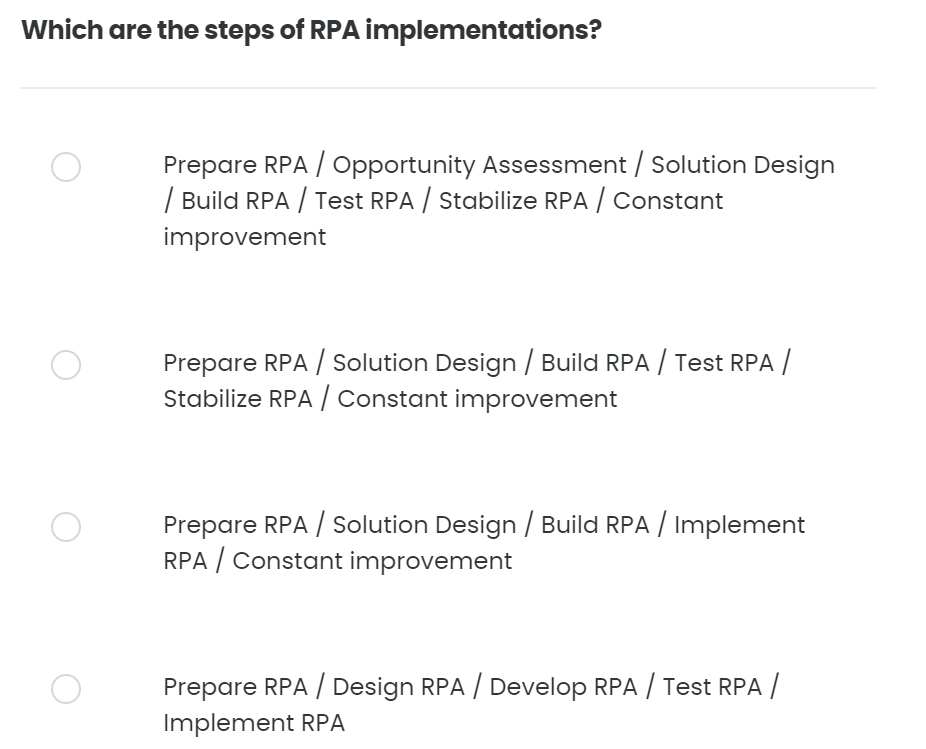 Which are the steps of RPA implementations?
Prepare RPA / Opportunity Assessment / Solution Design
/ Build RPA / Test RPA / Stabilize RPA / Constant
improvement
Prepare RPA / Solution Design / Build RPA / Test RPA /
Stabilize RPA / Constant improvement
Prepare RPA / Solution Design / Build RPA / Implement
RPA / Constant improvement
Prepare RPA / Design RPA / Develop RPA / Test RPA /
Implement RPA